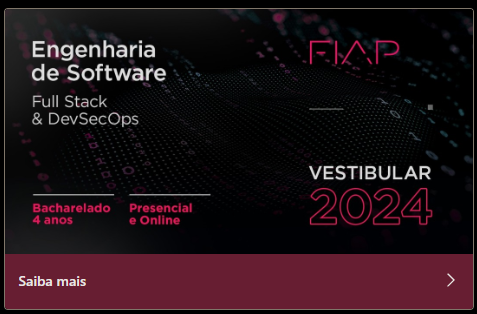 Engenharia
de Software
Full Stack
& DevSecOps
FIAP
VESTIBULAR
2024
Bacharelado
4 anos
Presencial
e Online
Saiba mais